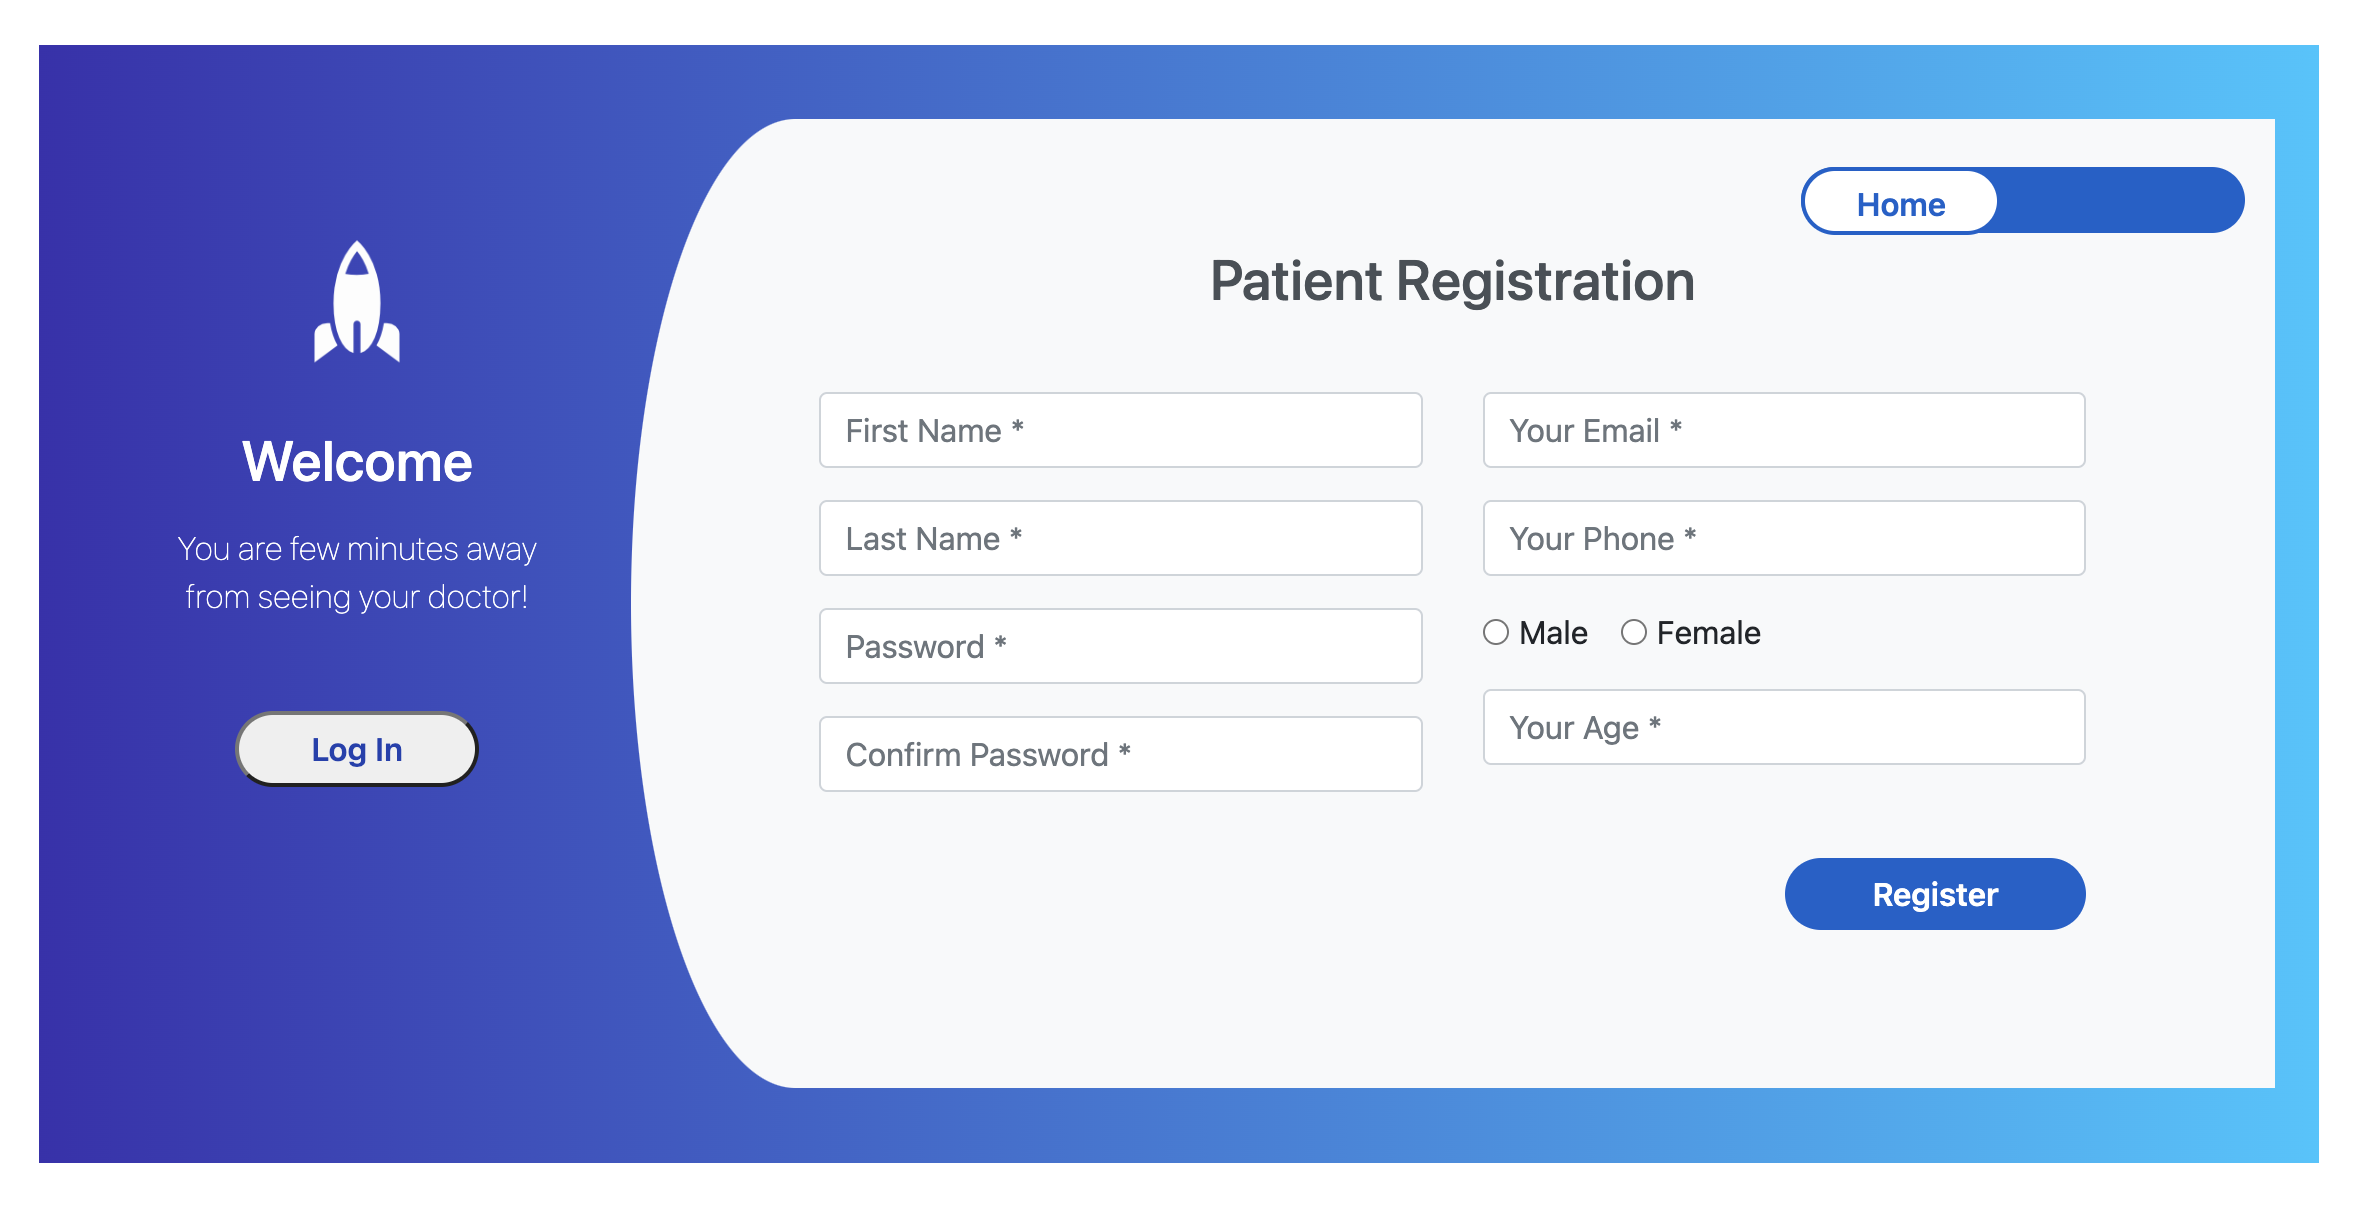 Welcome
You are few minutes away
from seeing your doctor!
Log In
Home
Patient Registration
First Name *
Last Name *
Password *
Confirm Password *
Your Email *
Your Phone *
Male Female
Your Age *
Register